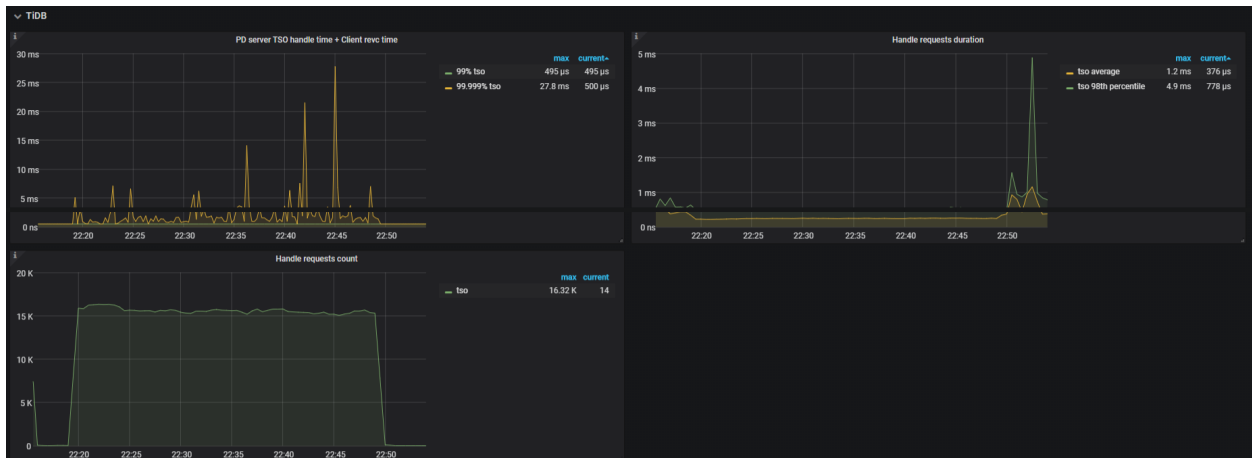 TiDB
PD server TSO handle time + Client revc time
30 ms
25 ms
20 ms
15 ms
10 ms
5 ms
0 ns
22:20 22:25 22:30 22:35 22:40 22:45 22:50
max current
99% tso 495 µs 495 µs
99.999% tso 27.8 ms 500 µs
Handle requests duration
5 ms
4 ms
3 ms
2 ms
1 ms
0 ns
22:20 22:25 22:30 22:35 22:40 22:45 22:50
max current
tso average 1.2 ms 376 µs
tso 98th percentile 4.9 ms 778 µs
Handle requests count
20 K
15 K
10 K
5 K
0
22:20 22:25 22:30 22:35 22:40 22:45 22:50
max current
tso 16.32 K 14